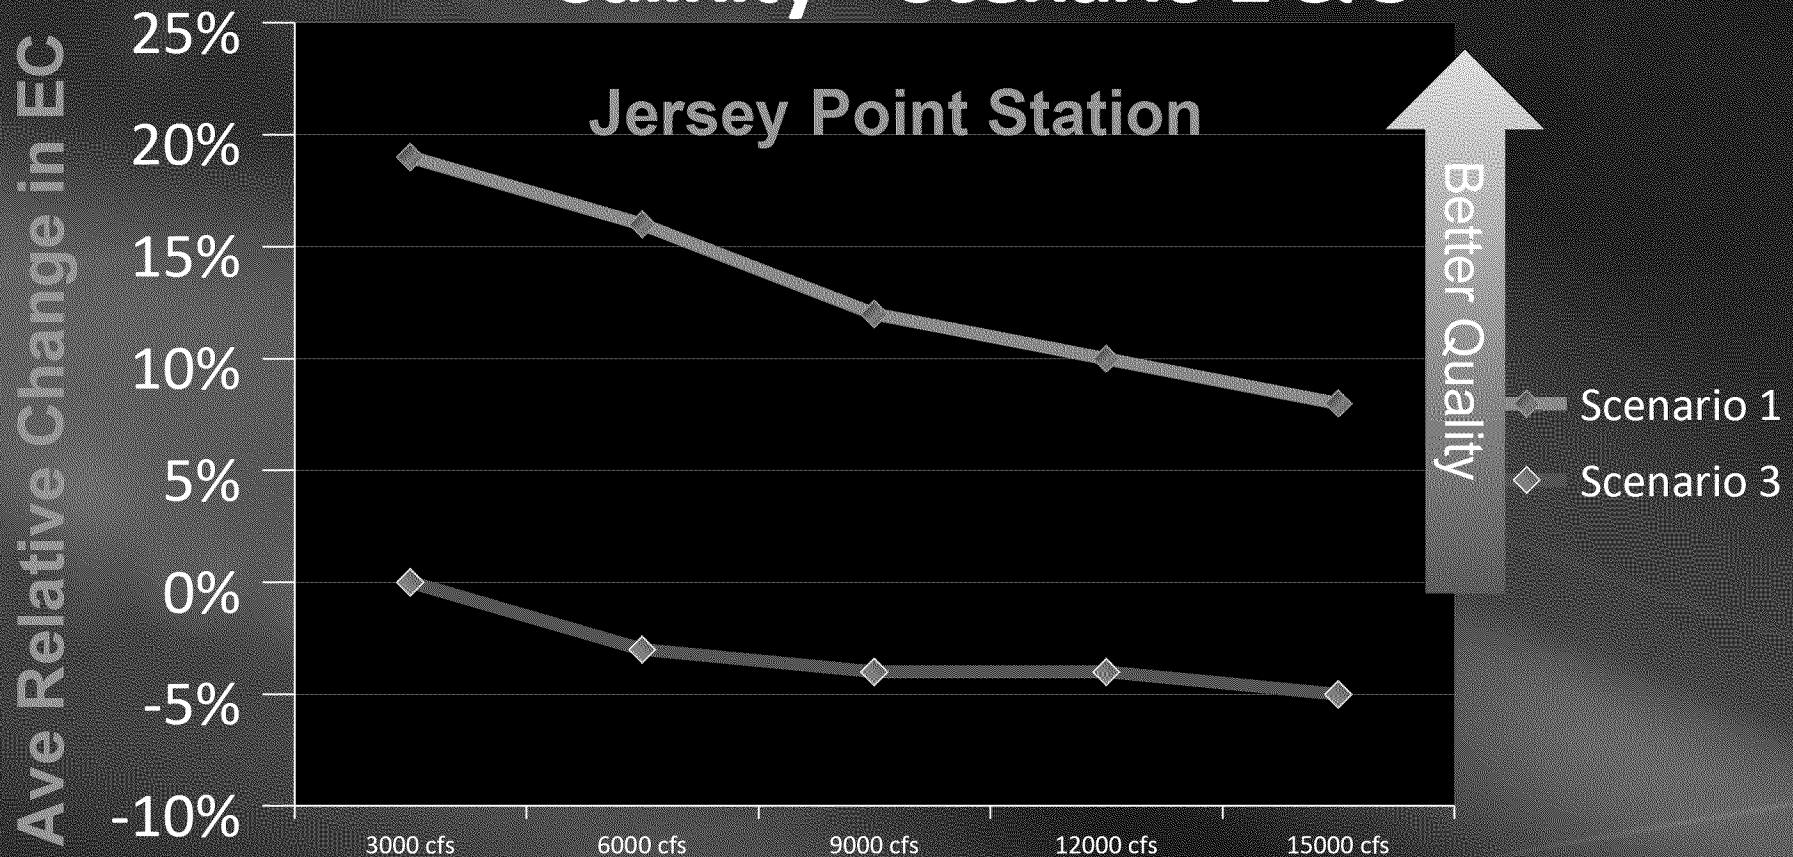 Jersey Point Station
Ave Relative Change in EC
25%
20%
15%
10%
5%
0%
-5%
-10%
3000 cfs
6000 cfs
9000 cfs
12000 cfs
15000 cfs
Better Quality
Scenario 1
Scenario 3